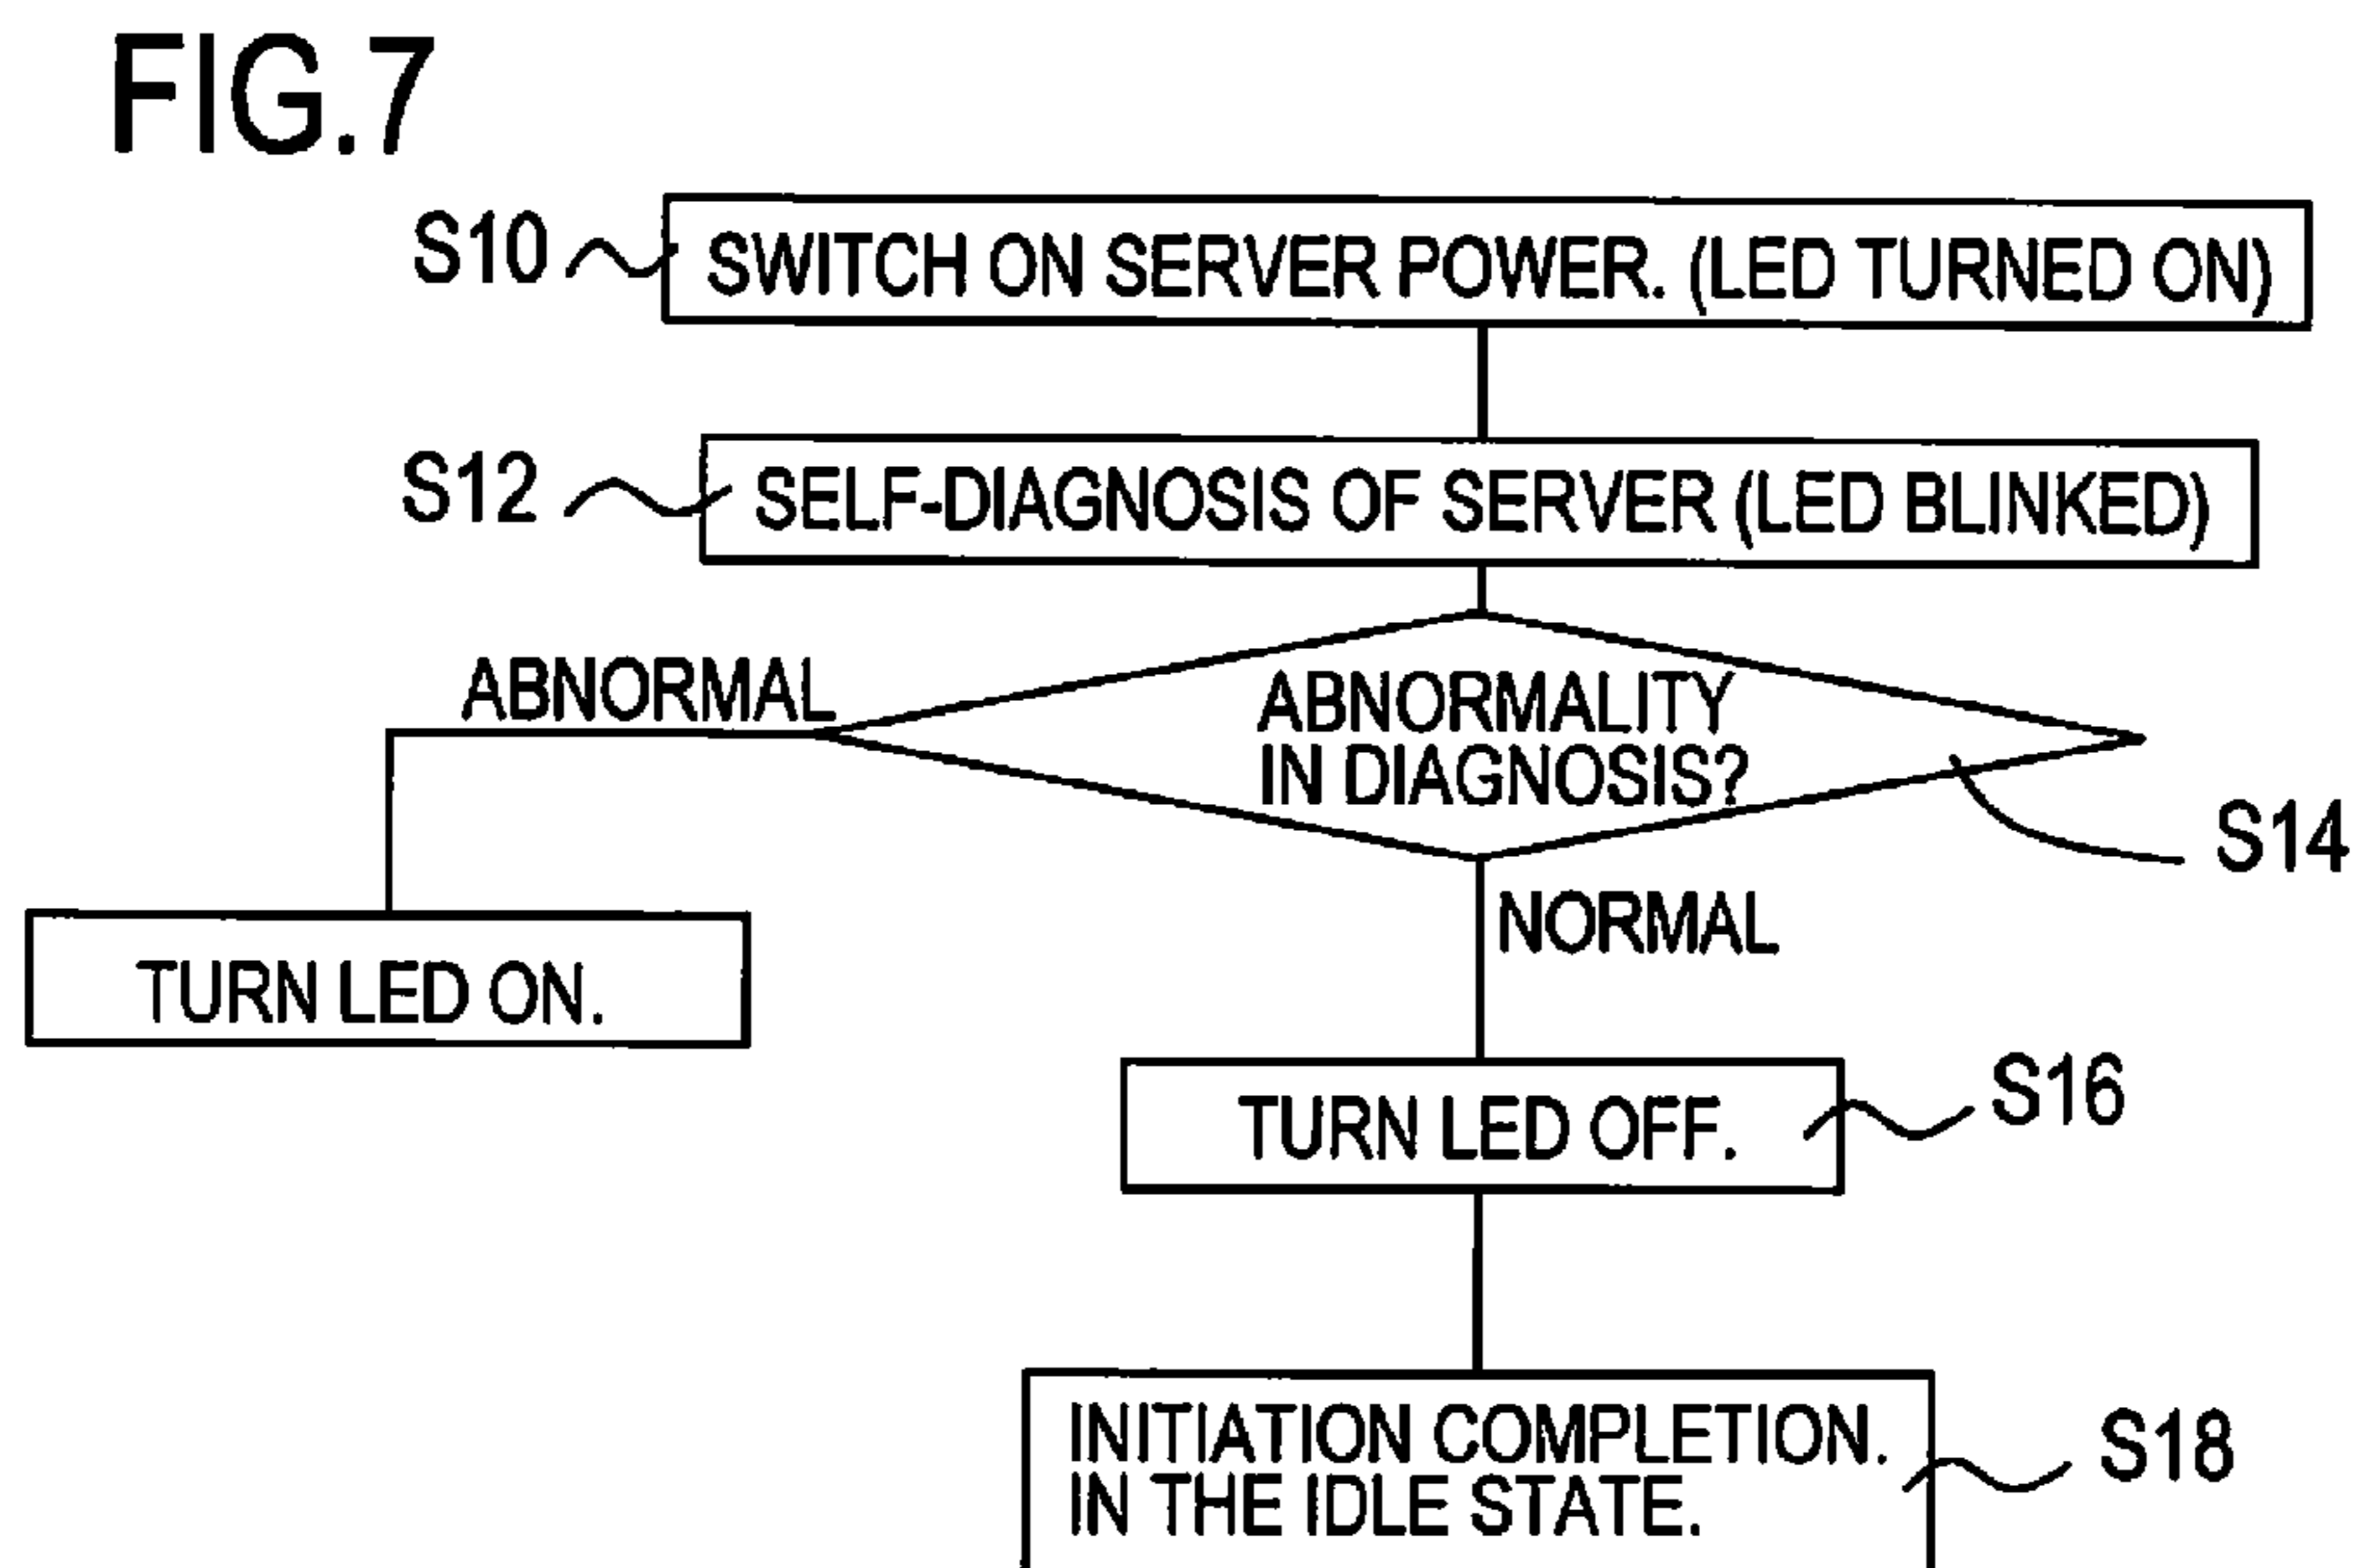 FIG.7
S10
SWITCH ON SERVER POWER. (LED TURNED ON)
S12
SELF-DIAGNOSIS OF SERVER (LED BLINKED)
ABNORMAL
ABNORMALITY
IN DIAGNOSIS?
S14
NORMAL
TURN LED ON.
TURN LED OFF.
S16
INITIATION COMPLETION.
IN THE IDLE STATE.
S18